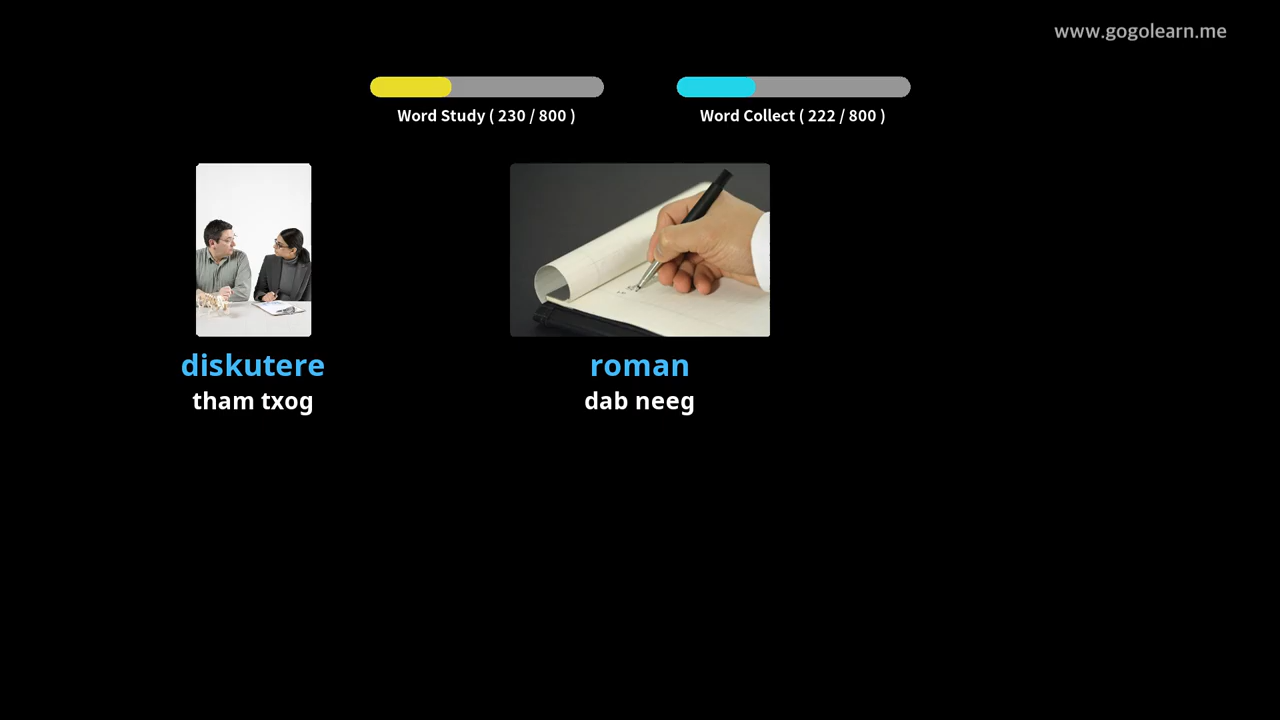 www.gogolearn.me
Word Study ( 230 / 800 )
Word Collect ( 222 / 800 )
diskutere
tham txog
roman
dab neeg